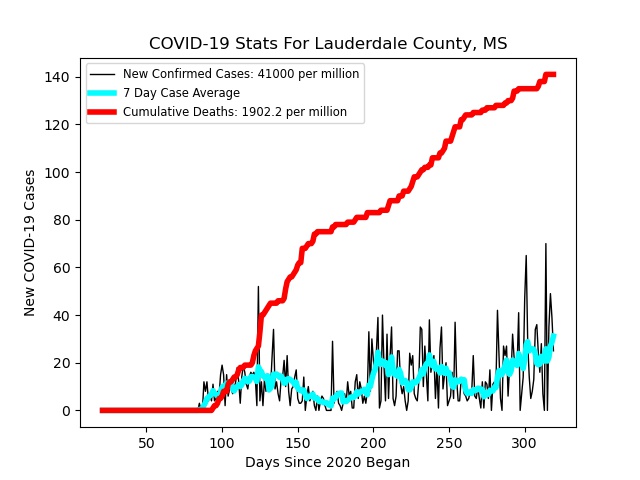 COVID-19 Stats For Lauderdale County, MS
New Confirmed Cases: 41000 per million
7 Day Case Average
Cumulative Deaths: 1902.2 per million
New COVID-19 Cases
140
120
100
80
60
40
20
0
50 100 150 200 250 300
Days Since 2020 Began